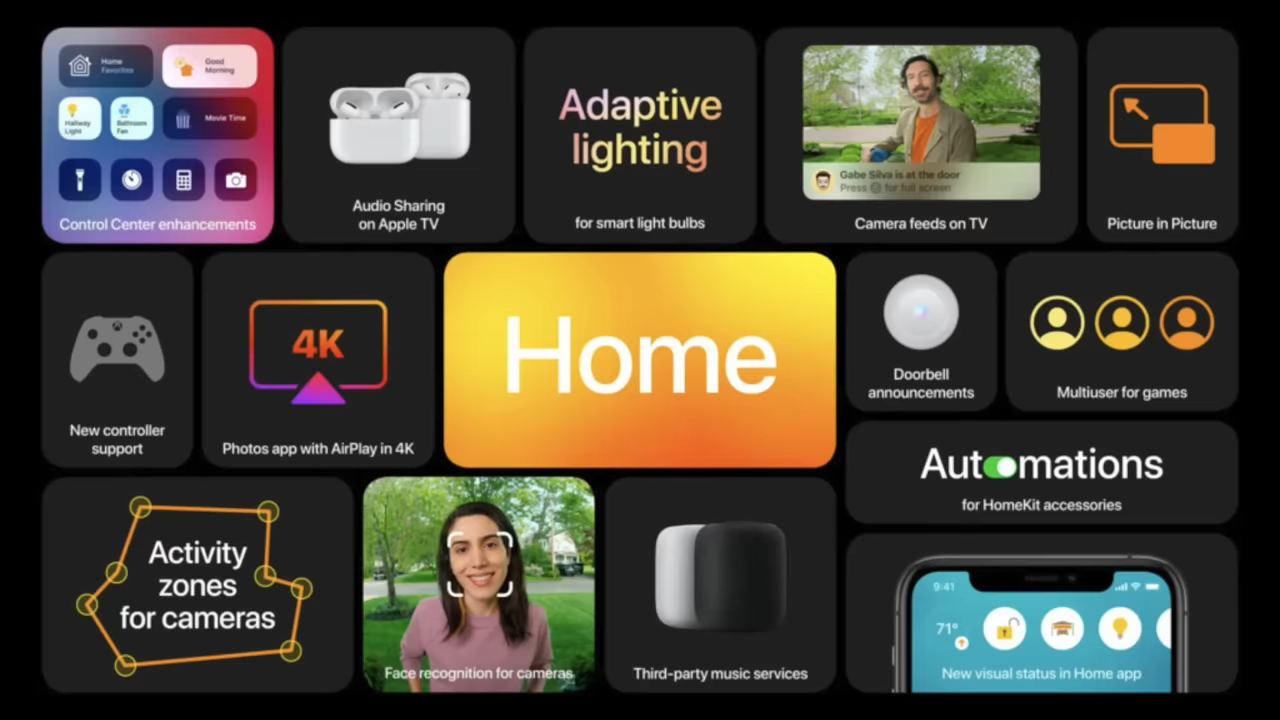 Home
Favorites
Good
Morning
Hallway
Light
Bathroom
Fan
Movie Time
Control Center enhancements
Audio Sharing
on Apple TV
Adaptive
lighting
for smart light bulbs
Gabe Silva is at the door
Press for full screen
Camera feeds on TV
Picture in Picture
New controller
support
4K
Photos app with AirPlay in 4K
Home
Doorbell
announcements
Multiuser for games
Automations
for HomeKit accessories
Activity
zones
for cameras
Face recognition for cameras
Third-party music services
9:41
71°
New visual status in Home app